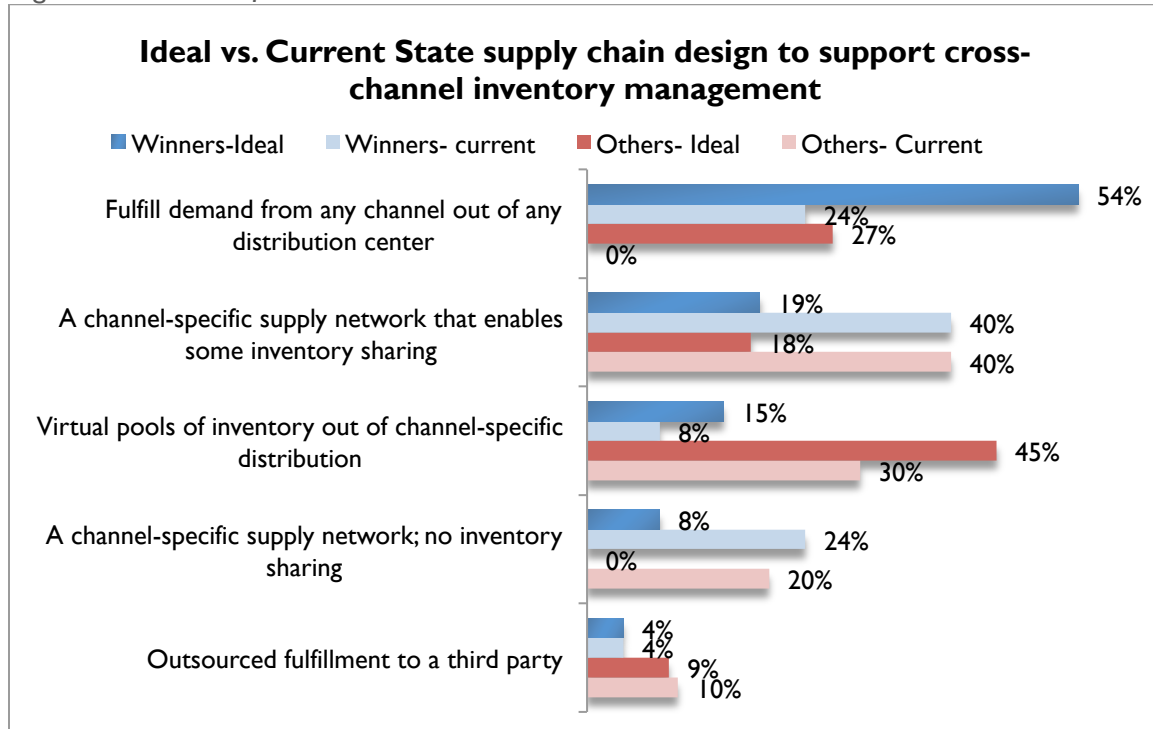 Ideal vs. Current State supply chain design to support cross-
channel inventory management
Winners-Ideal Winners- current Others- Ideal Others- Current
Fulfill demand from any channel out of any
distribution center
54%
24%
27%
0%
A channel-specific supply network that enables
some inventory sharing
19%
40%
18%
40%
Virtual pools of inventory out of channel-specific
distribution
15%
8%
45%
30%
A channel-specific supply network; no inventory
sharing
8%
24%
0%
20%
Outsourced fulfillment to a third party
4%
4%
9%
10%